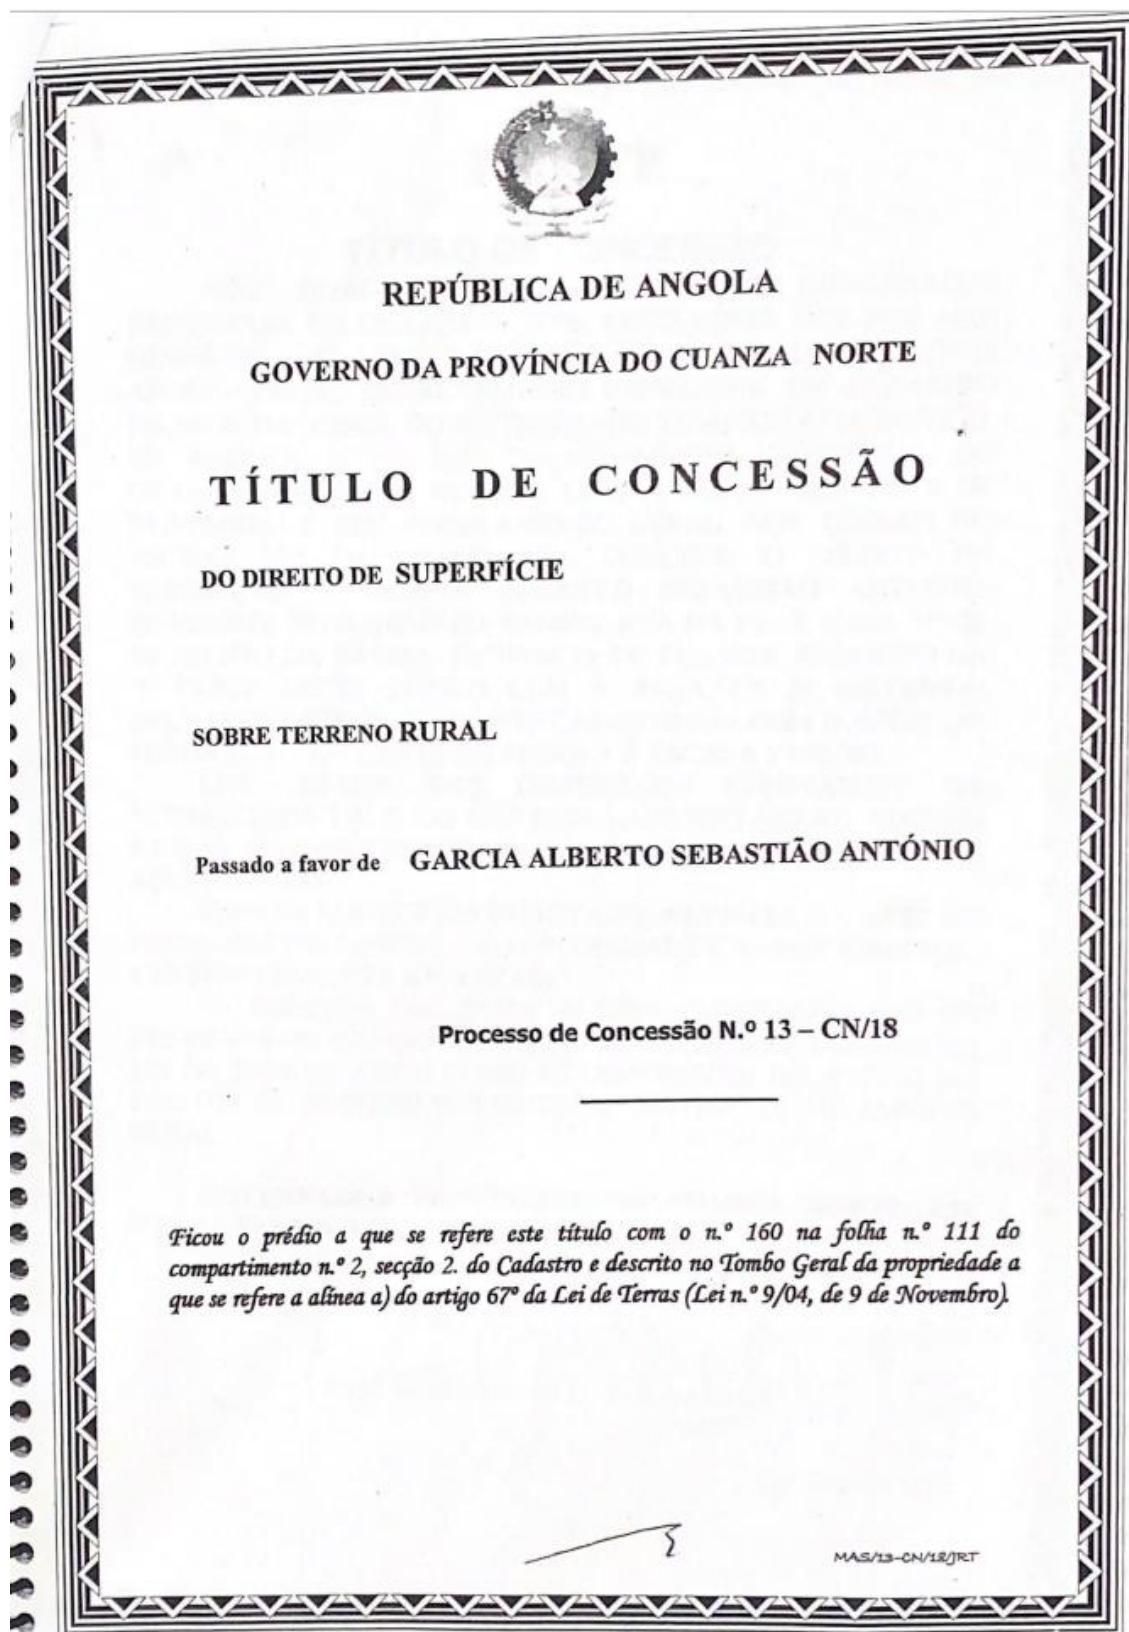 REPÚBLICA DE ANGOLA
GOVERNO DA PROVÍNCIA DO CUANZA NORTE
TÍTULO DE CONCESSÃO
DO DIREITO DE SUPERFÍCIE
SOBRE TERRENO RURAL
Passado a favor de GARCIA ALBERTO SEBASTIÃO ANTÓNIO
Processo de Concessão N.º 13 – CN/18
Ficou o prédio a que se refere este título com o n.º 160 na folha n.º 111 do
compartimento n.º 2, secção 2. do Cadastro e descrito no Tombo Geral da propriedade a
que se refere a alínea a) do artigo 67º da Lei de Terras (Lei n.º 9/04, de 9 de Novembro).
MAS/13-CN/18/JRT